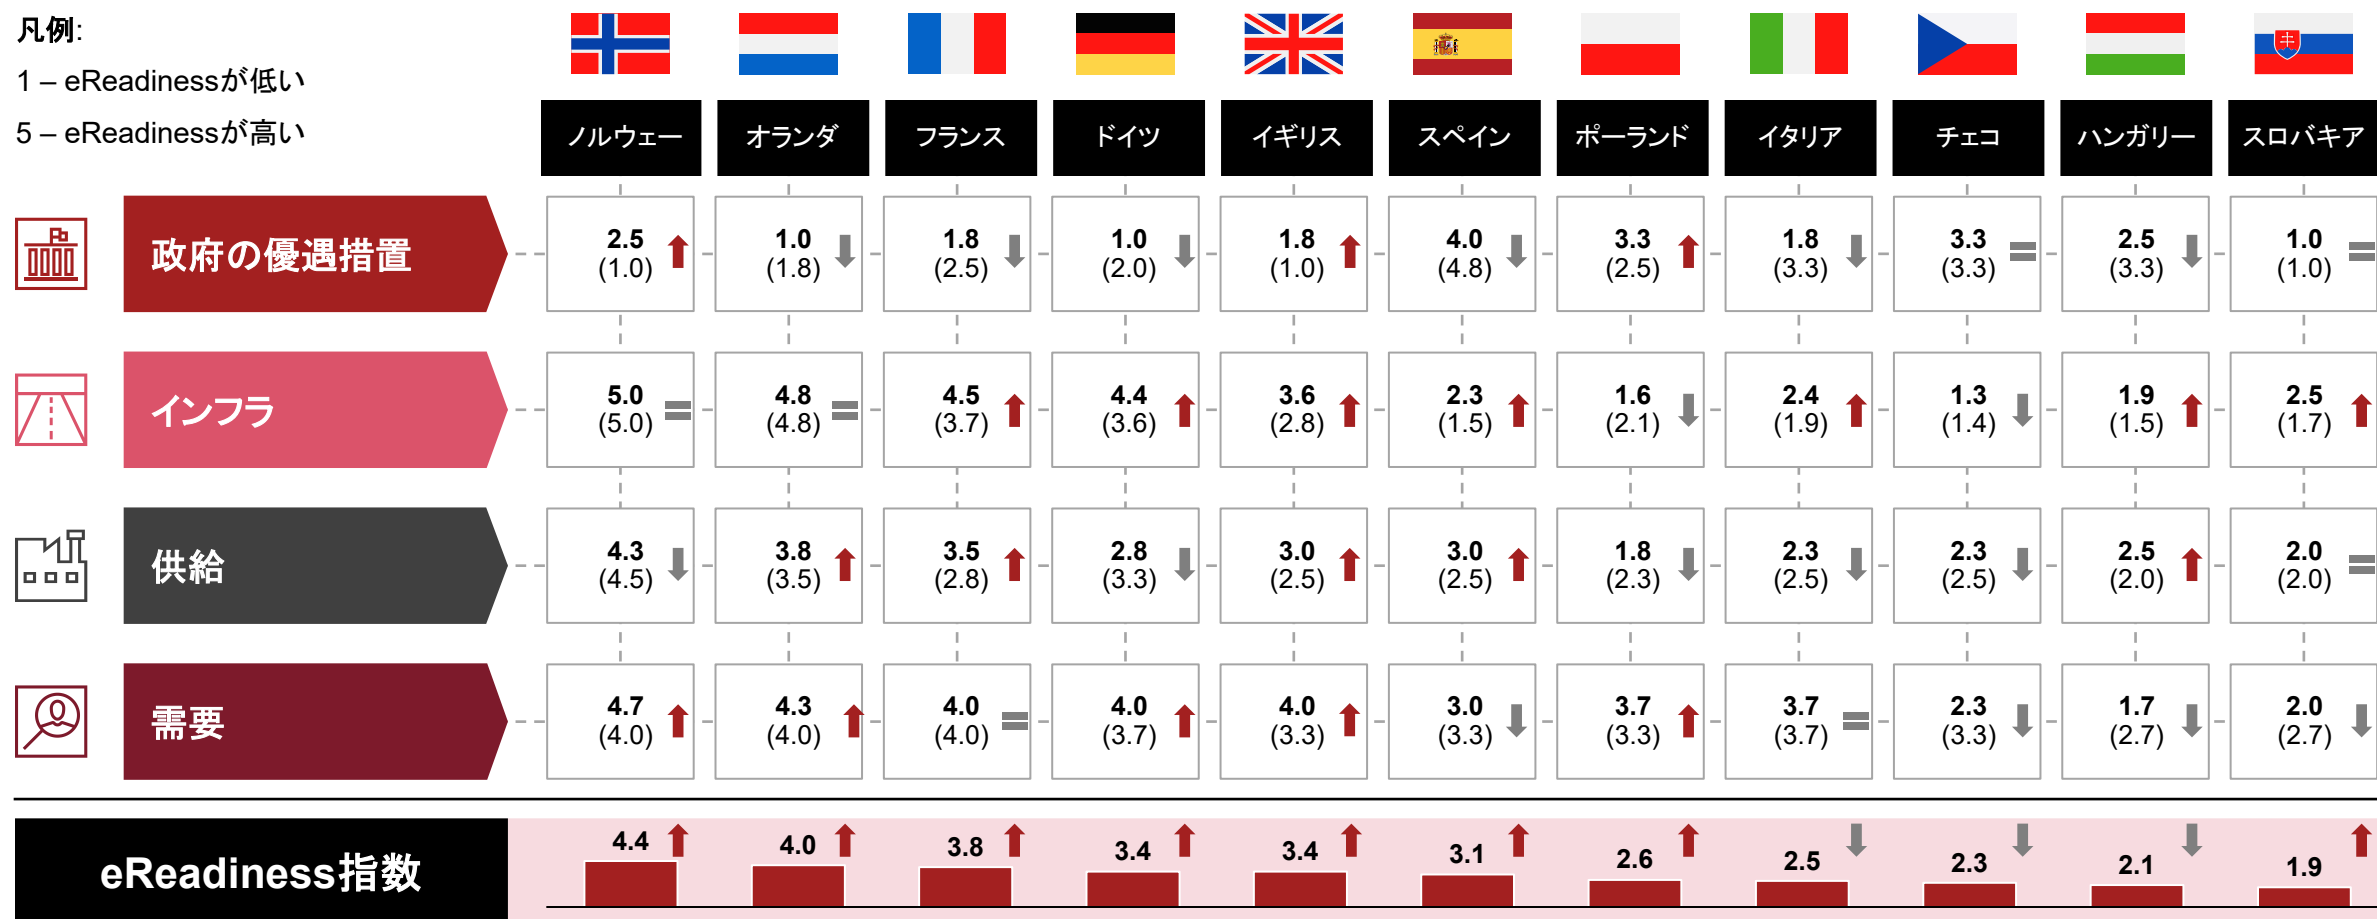 凡例:
1 – eReadinessが低い
5 – eReadinessが高い
ノルウェー オランダ フランス ドイツ イギリス スペイン ポーランド イタリア チェコ ハンガリー スロバキア
政府の優遇措置
2.5 1.0 1.8 1.0 1.8 4.0 3.3 1.8 3.3 2.5 1.0
(1.0) (1.8) (2.5) (2.0) (1.0) (4.8) (2.5) (3.3) (3.3) (3.3) (1.0)
インフラ
5.0 4.8 4.5 4.4 3.6 2.3 1.6 2.4 1.3 1.9 2.5
(5.0) (4.8) (3.7) (3.6) (2.8) (1.5) (2.1) (1.9) (1.4) (1.5) (1.7)
供給
4.3 3.8 3.5 2.8 3.0 3.0 1.8 2.3 2.3 2.5 2.0
(4.5) (3.5) (2.8) (3.3) (2.5) (2.5) (2.3) (2.5) (2.5) (2.0) (2.0)
需要
4.7 4.3 4.0 4.0 4.0 3.0 3.7 3.7 2.3 1.7 2.0
(4.0) (4.0) (4.0) (3.7) (3.3) (3.3) (3.3) (3.7) (3.3) (2.7) (2.7)
eReadiness指数
4.4 4.0 3.8 3.4 3.4 3.1 2.6 2.5 2.3 2.1 1.9